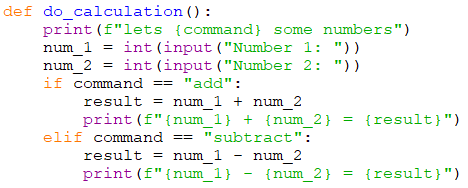 def do_calculation():
    print(f"lets {command} some numbers")
    num_1 = int(input("Number 1: "))
    num_2 = int(input("Number 2: "))
    if command == "add":
        result = num_1 + num_2
        print(f"{num_1} + {num_2} = {result}")
    elif command == "subtract":
        result = num_1 - num_2
        print(f"{num_1} - {num_2} = {result}")